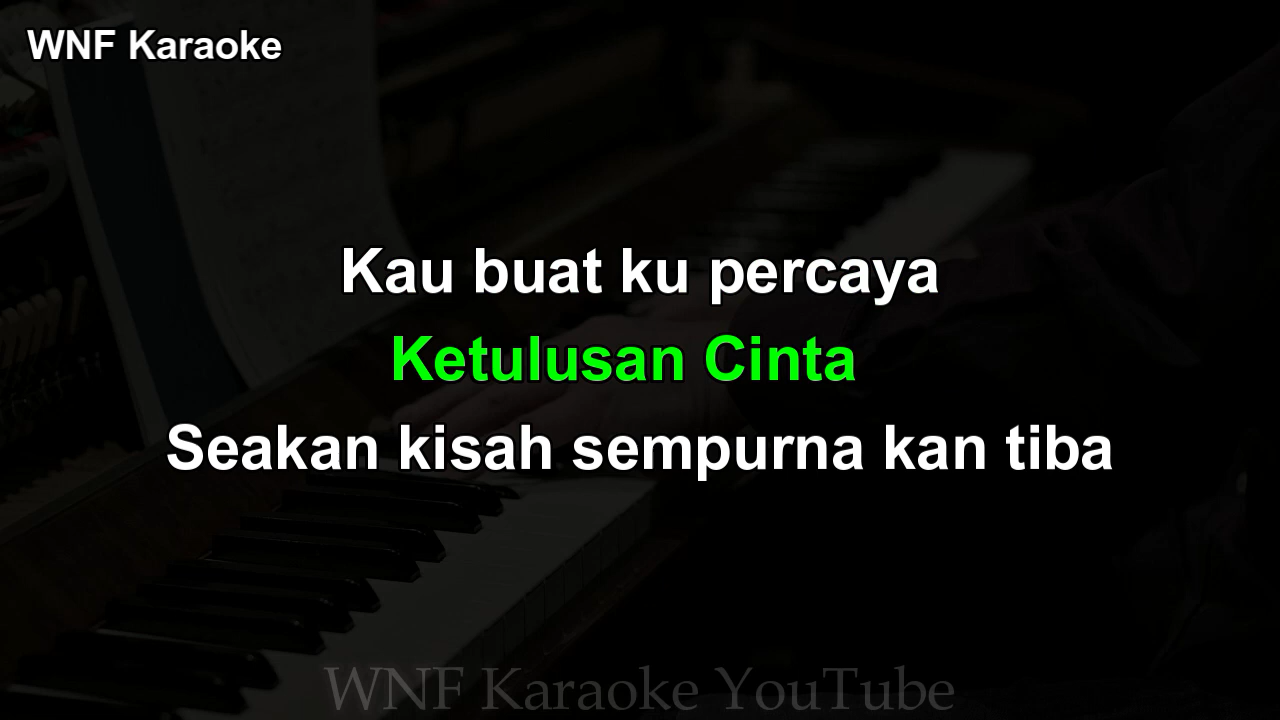 WNF Karaoke
Kau buat ku percaya
Ketulusan Cinta
Seakan kisah sempurna kan tiba
WNF Karaoke YouTube